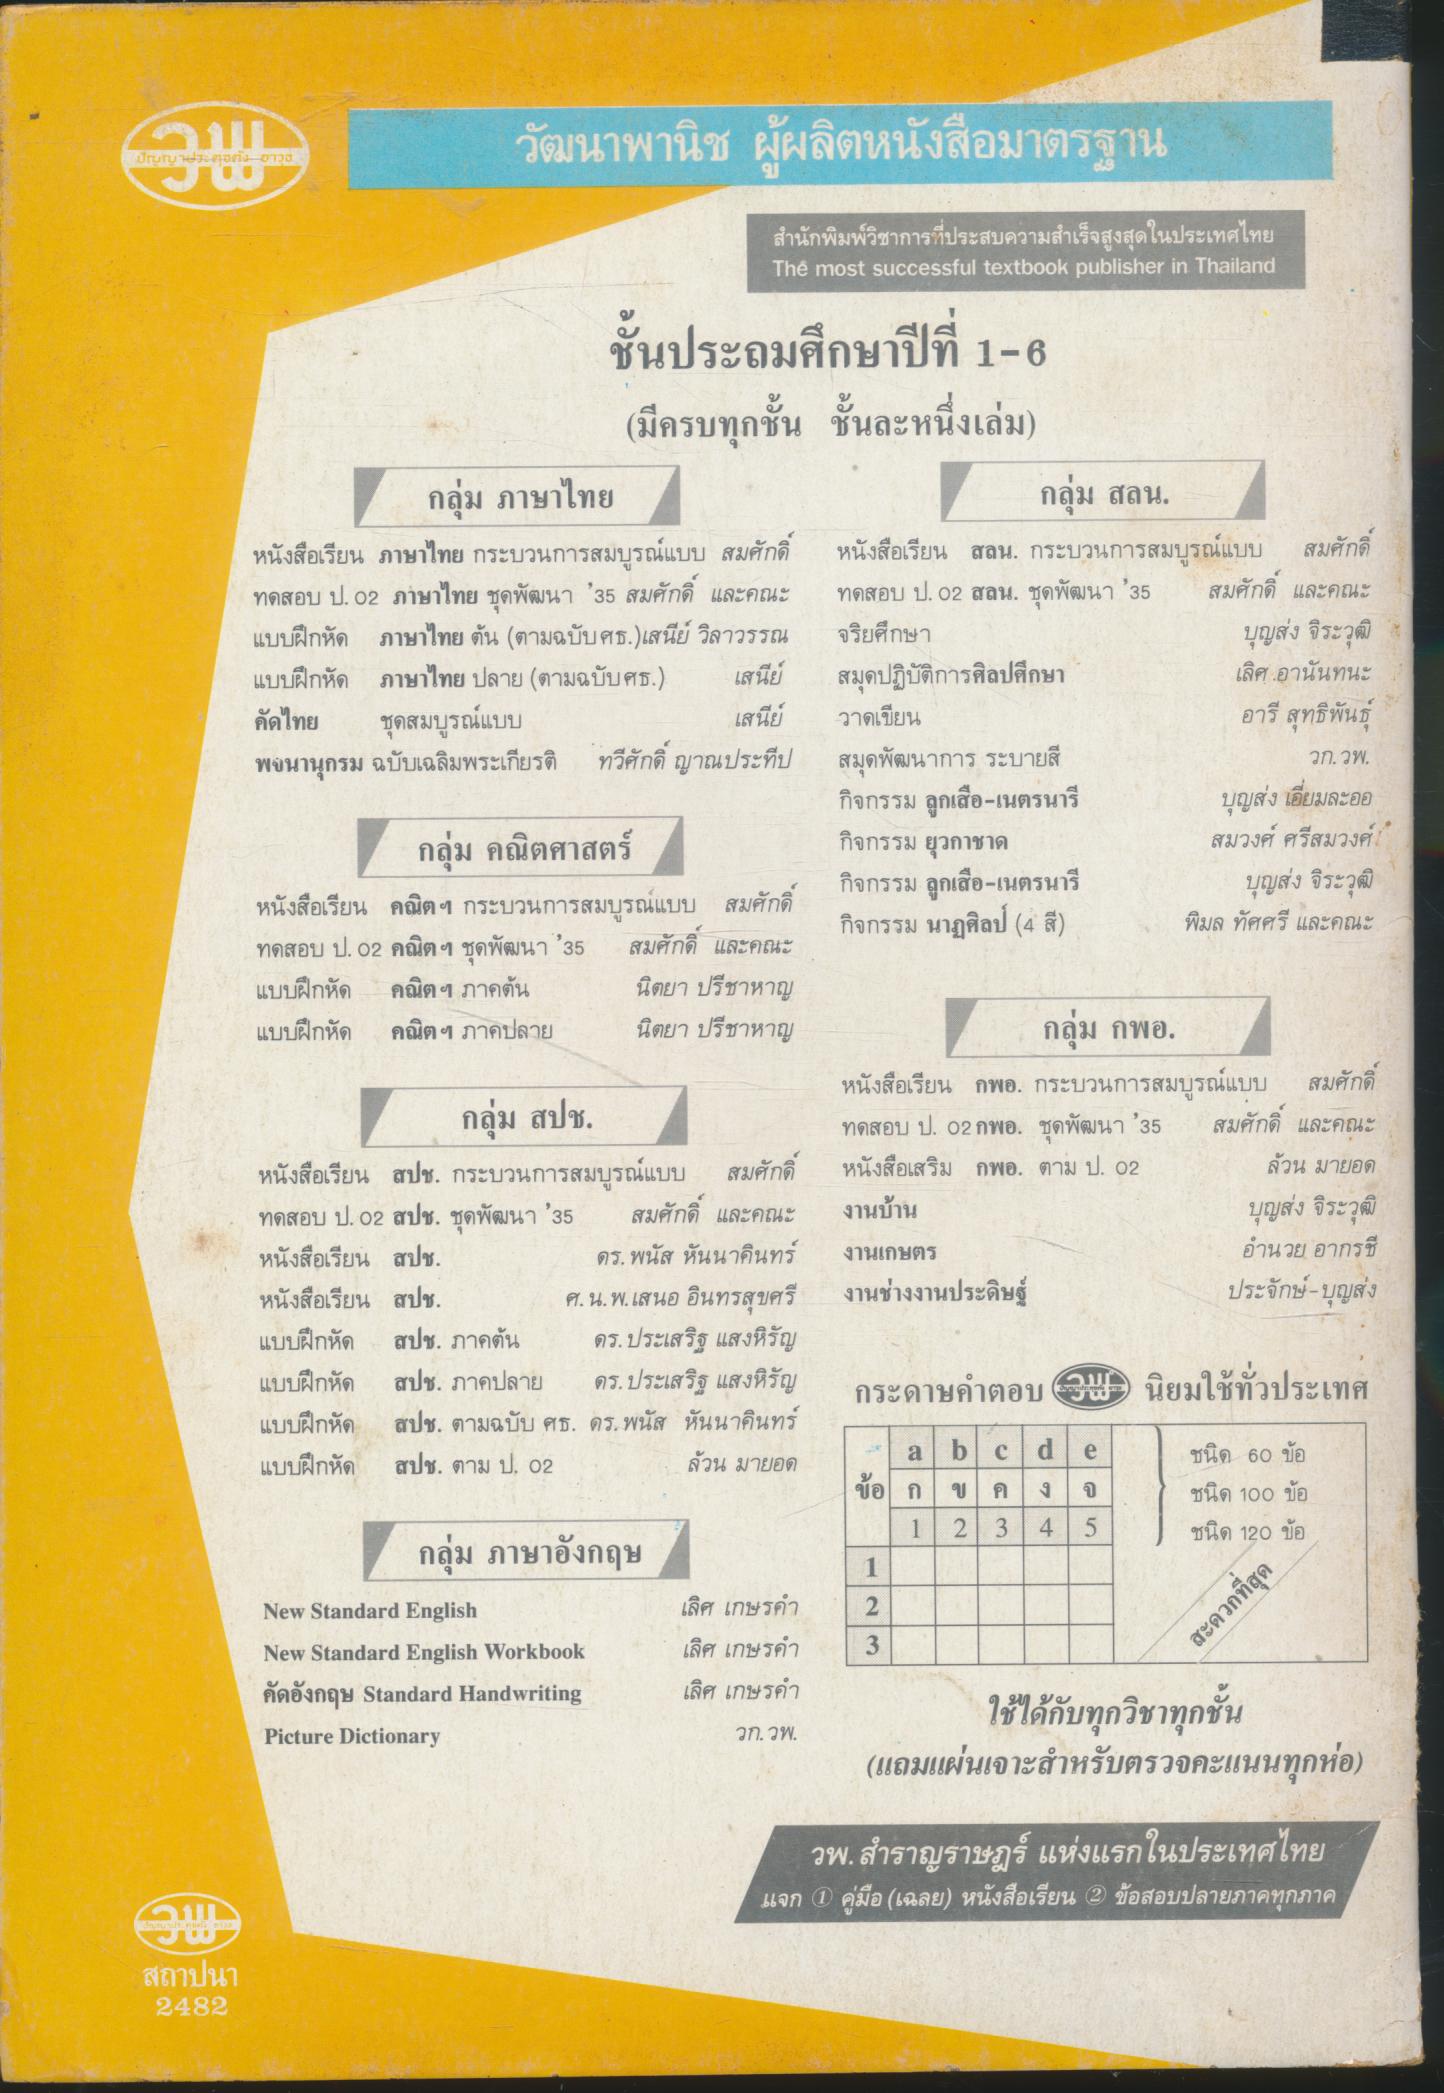 วพ
ปัญญาประดุจดัง อาวุธ
วัฒนาพานิช ผู้ผลิตหนังสือมาตรฐาน
สำนักพิมพ์วิชาการที่ประสบความสำเร็จสูงสุดในประเทศไทย
The most successful textbook publisher in Thailand
ชั้นประถมศึกษาปีที่ 1-6
(มีครบทุกชั้น ชั้นละหนึ่งเล่ม)
กลุ่ม ภาษาไทย
หนังสือเรียน ภาษาไทย กระบวนการสมบูรณ์แบบ สมศักดิ์
ทดสอบ ป. 02 ภาษาไทย ชุดพัฒนา '35 สมศักดิ์ และคณะ
แบบฝึกหัด ภาษาไทย ต้น (ตามฉบับศธ.) เสนีย์ วิลาวรรณ
แบบฝึกหัด ภาษาไทย ปลาย (ตามฉบับศธ.) เสนีย์
คัดไทย ชุดสมบูรณ์แบบ เสนีย์
พจนานุกรม ฉบับเฉลิมพระเกียรติ ทวีศักดิ์ ญาณประทีป
กลุ่ม คณิตศาสตร์
หนังสือเรียน คณิตฯ กระบวนการสมบูรณ์แบบ สมศักดิ์
ทดสอบ ป. 02 คณิตฯ ชุดพัฒนา '35 สมศักดิ์ และคณะ
แบบฝึกหัด คณิตฯ ภาคต้น นิตยา ปรีชาหาญ
แบบฝึกหัด คณิตฯ ภาคปลาย นิตยา ปรีชาหาญ
กลุ่ม สปช.
หนังสือเรียน สปช. กระบวนการสมบูรณ์แบบ สมศักดิ์
ทดสอบ ป. 02 สปช. ชุดพัฒนา '35 สมศักดิ์ และคณะ
หนังสือเรียน สปช. ดร.พนัส หันนาคินทร์
หนังสือเรียน สปช. ศ.น.พ.เสนอ อินทรสุขศรี
แบบฝึกหัด สปช. ภาคต้น ดร.ประเสริฐ แสงหิรัญ
แบบฝึกหัด สปช. ภาคปลาย ดร.ประเสริฐ แสงหิรัญ
แบบฝึกหัด สปช. ตามฉบับ ศธ. ดร.พนัส หันนาคินทร์
แบบฝึกหัด สปช. ตาม ป. 02 ล้วน มายอด
กลุ่ม ภาษาอังกฤษ
New Standard English เลิศ เกษรคำ
New Standard English Workbook เลิศ เกษรคำ
คัดอังกฤษ Standard Handwriting เลิศ เกษรคำ
Picture Dictionary วก.วพ.
กลุ่ม สลน.
หนังสือเรียน สลน. กระบวนการสมบูรณ์แบบ สมศักดิ์
ทดสอบ ป. 02 สลน. ชุดพัฒนา '35 สมศักดิ์ และคณะ
จริยศึกษา บุญส่ง จิระวุฒิ
สมุดปฏิบัติการศิลปศึกษา เลิศ อานันทนะ
วาดเขียน อารี สุทธิพันธุ์
สมุดพัฒนาการ ระบายสี วก.วพ.
กิจกรรม ลูกเสือ-เนตรนารี บุญส่ง เอี่ยมละออ
กิจกรรม ยุวกาชาด สมวงศ์ ศรีสมวงศ์
กิจกรรม ลูกเสือ-เนตรนารี บุญส่ง จิระวุฒิ
กิจกรรม นาฏศิลป์ (4 สี) พิมล ทัศศรี และคณะ
กลุ่ม กพอ.
หนังสือเรียน กพอ. กระบวนการสมบูรณ์แบบ สมศักดิ์
ทดสอบ ป. 02 กพอ. ชุดพัฒนา '35 สมศักดิ์ และคณะ
หนังสือเสริม กพอ. ตาม ป. 02 ล้วน มายอด
งานบ้าน บุญส่ง จิระวุฒิ
งานเกษตร อำนวย อากรชี
งานช่างงานประดิษฐ์ ประจักษ์-บุญส่ง
กระดาษคำตอบ วพ นิยมใช้ทั่วประเทศ
ข้อ
a b c d e
ก ข ค ง จ
1 2 3 4 5
1
2
3
ชนิด 60 ข้อ
ชนิด 100 ข้อ
ชนิด 120 ข้อ
สะดวกที่สุด
ใช้ได้กับทุกวิชาทุกชั้น
(แถมแผ่นเจาะสำหรับตรวจคะแนนทุกห่อ)
วพ.สำราญราษฎร์ แห่งแรกในประเทศไทย
แจก ① คู่มือ (เฉลย) หนังสือเรียน ② ข้อสอบปลายภาคทุกภาค
วพ
ปัญญาประดุจดัง อาวุธ
สถาปนา
2482